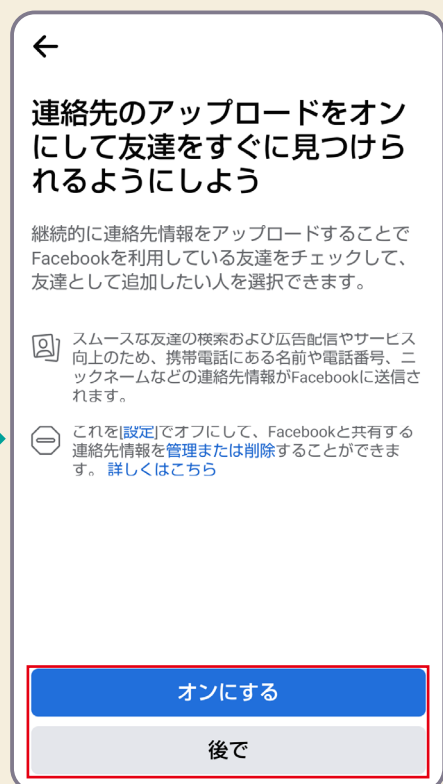 連絡先のアップロードをオン
にして友達をすぐに見つけら
れるようにしよう
継続的に連絡先情報をアップロードすることで
Facebookを利用している友達をチェックして、
友達として追加したい人を選択できます。
スムースな友達の検索および広告配信やサービス
向上のため、携帯電話にある名前や電話番号、ニ
ックネームなどの連絡先情報がFacebookに送信さ
れます。
これを[設定]でオフにして、Facebookと共有する
連絡先情報を管理または削除することができま
す。 詳しくはこちら
オンにする
後で